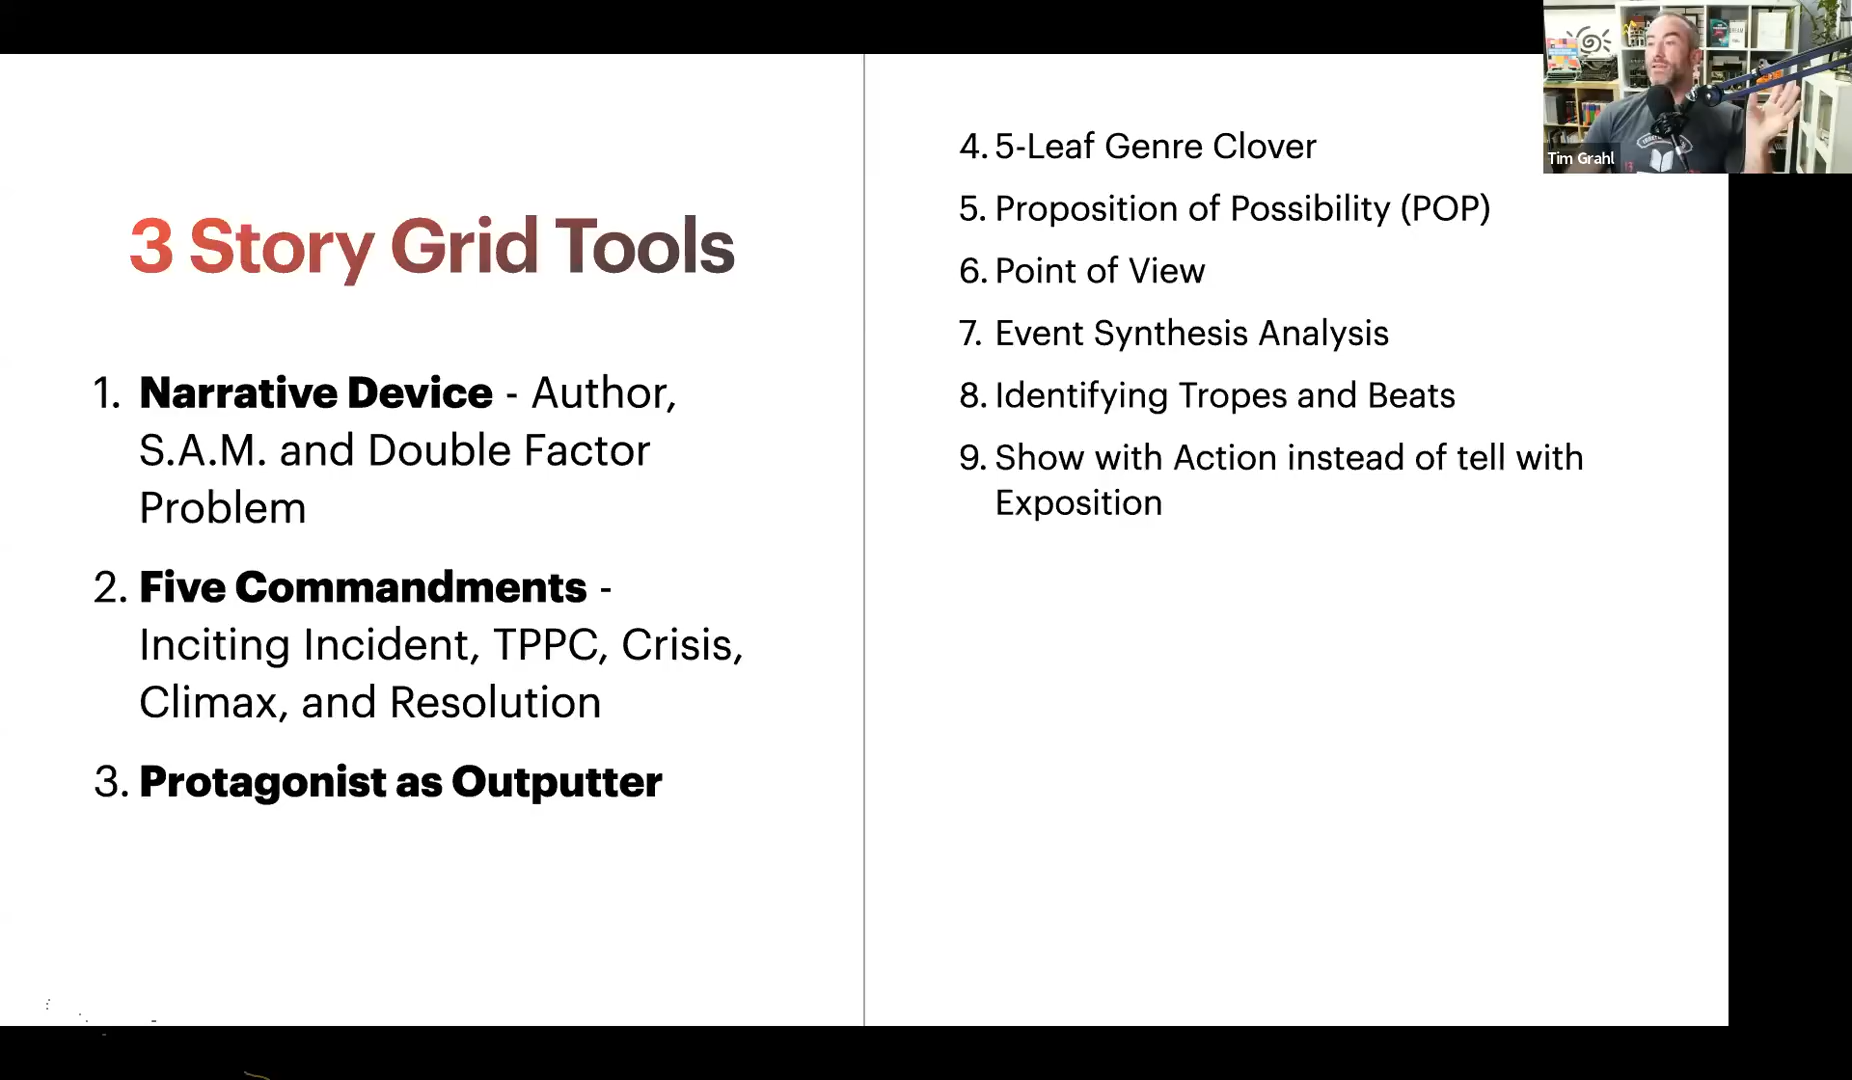 3 Story Grid Tools
1. Narrative Device - Author,
S.A.M. and Double Factor
Problem
2. Five Commandments -
Inciting Incident, TPPC, Crisis,
Climax, and Resolution
3. Protagonist as Outputter
4. 5-Leaf Genre Clover
5. Proposition of Possibility (POP)
6. Point of View
7. Event Synthesis Analysis
8. Identifying Tropes and Beats
9. Show with Action instead of tell with
Exposition
Tim Grahl